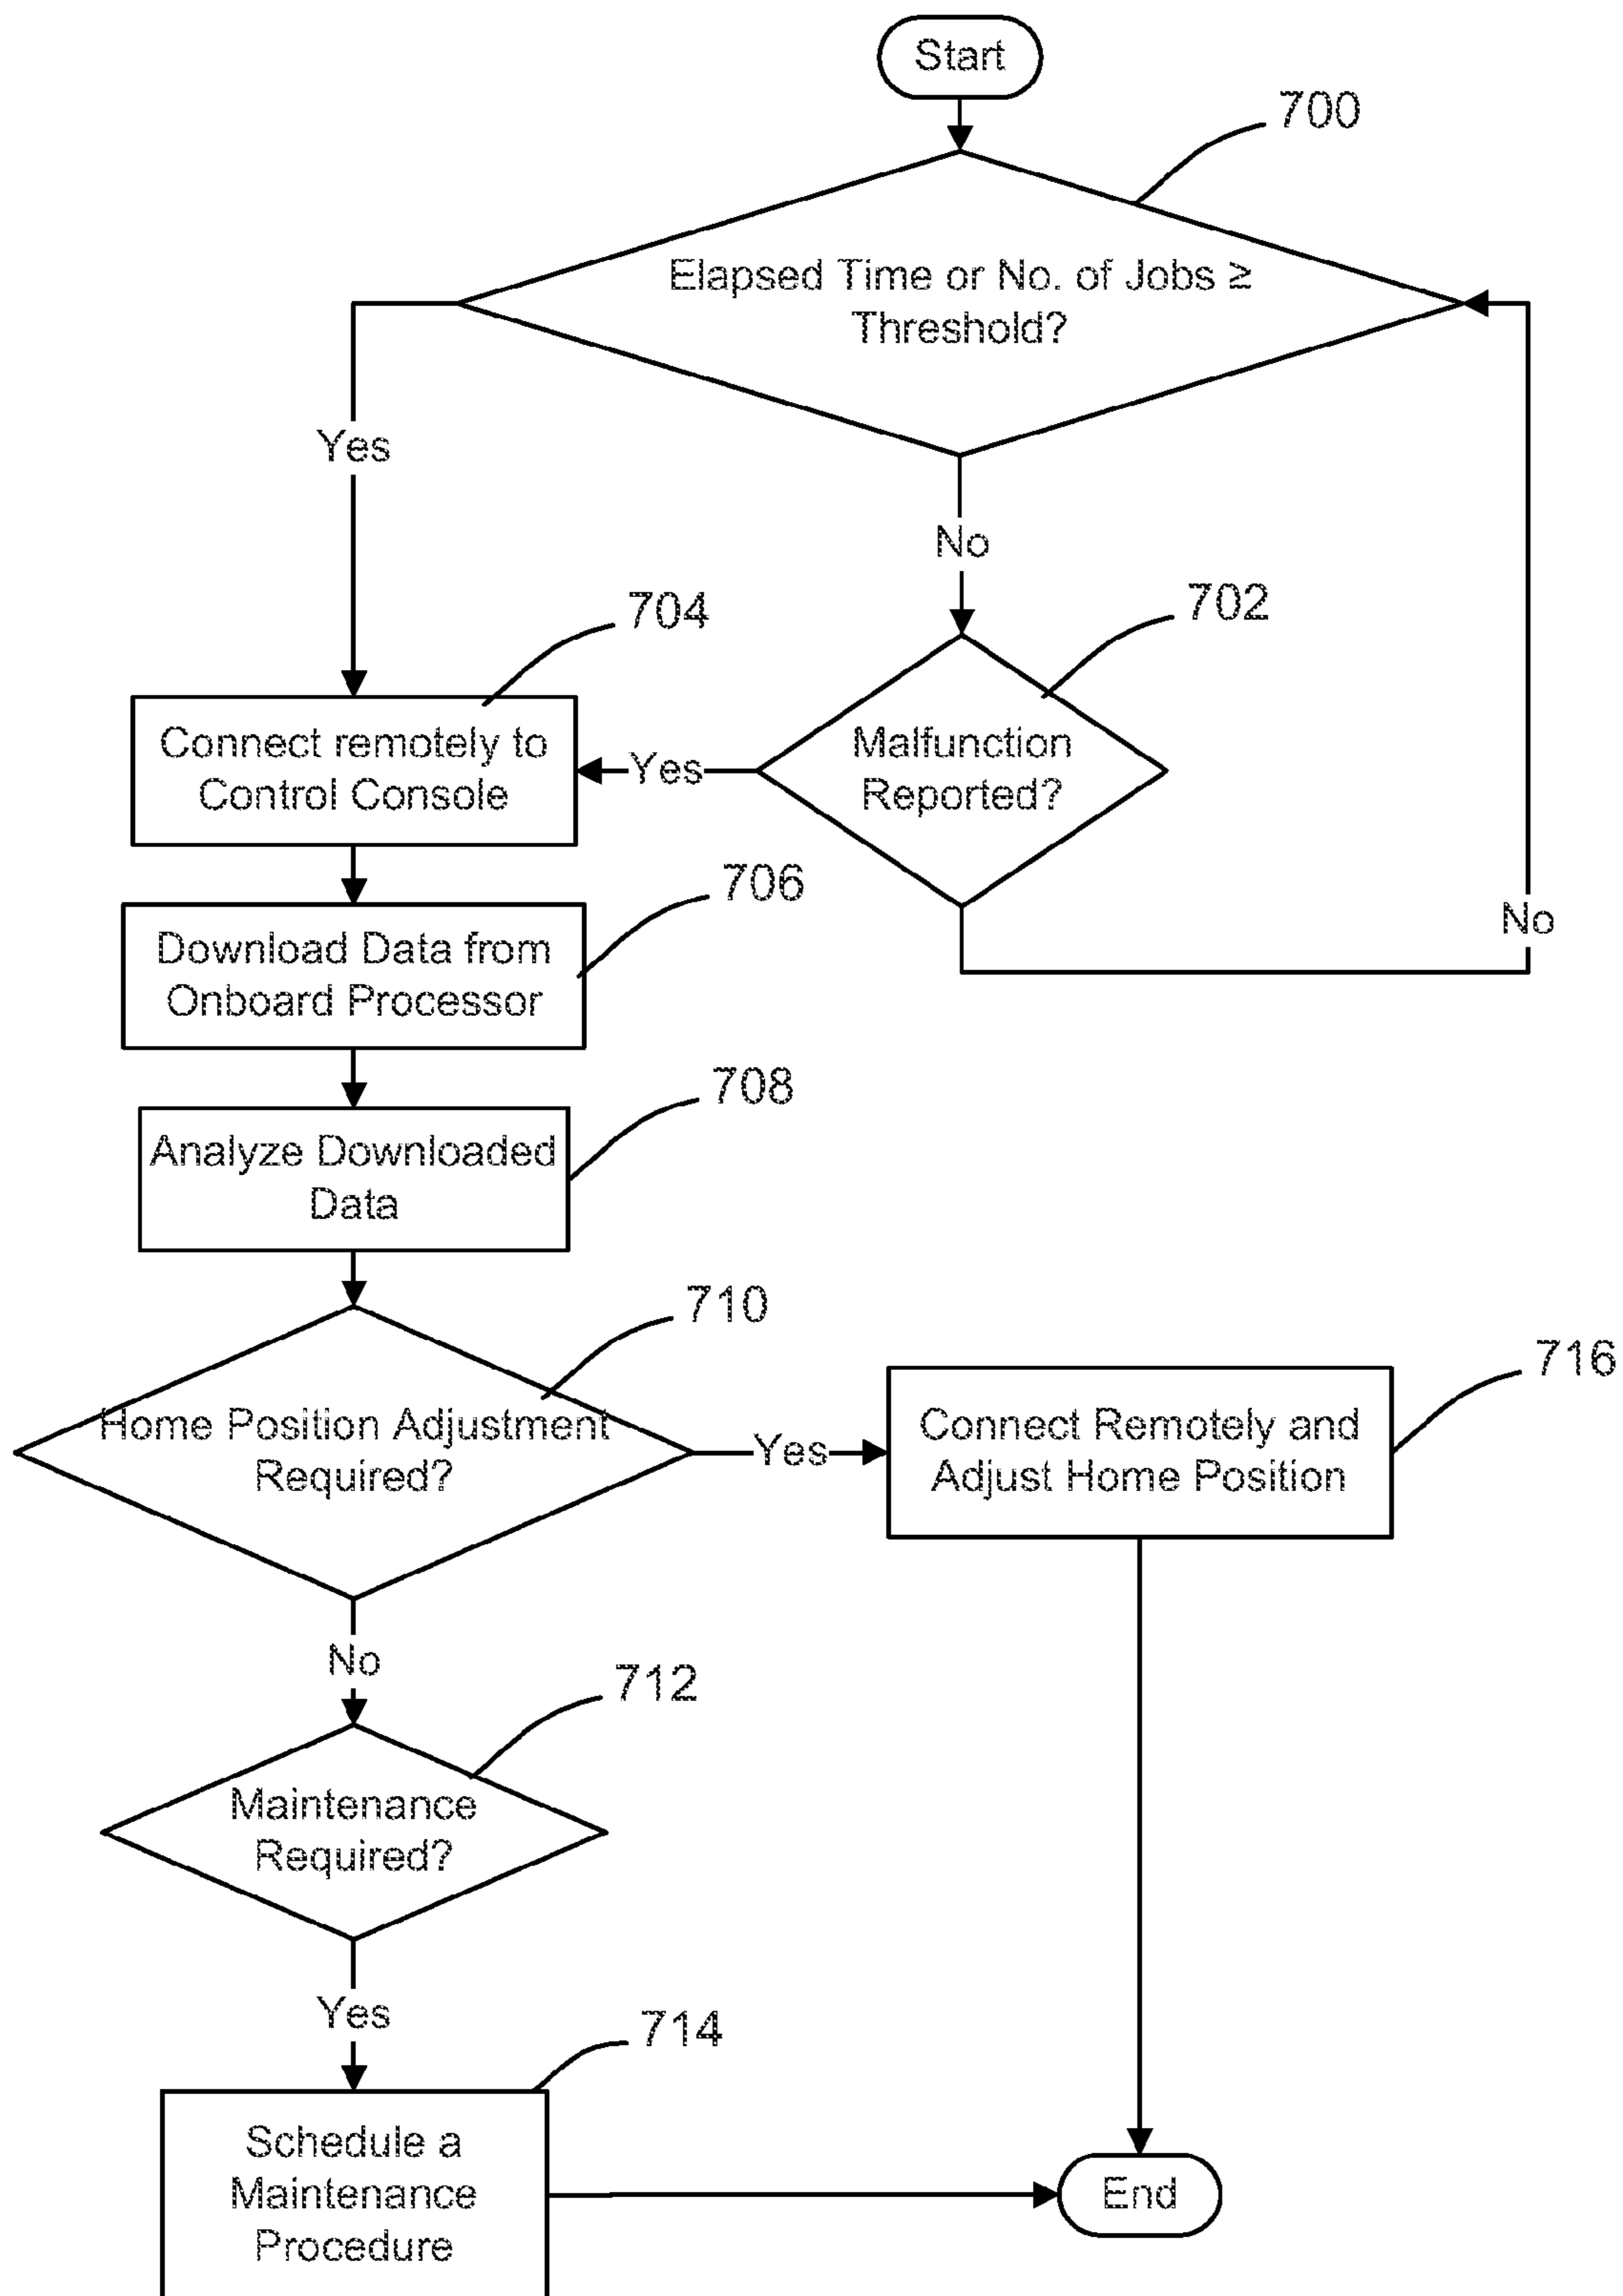 Start
700
Elapsed Time or No. of Jobs ≥
Threshold?
Yes
No
704
702
Connect remotely to
Control Console
Yes
Malfunction
Reported?
706
No
Download Data from
Onboard Processor
708
Analyze Downloaded
Data
710
716
Home Position Adjustment
Required?
Yes
Connect Remotely and
Adjust Home Position
No
712
Maintenance
Required?
Yes
714
Schedule a
Maintenance
Procedure
End